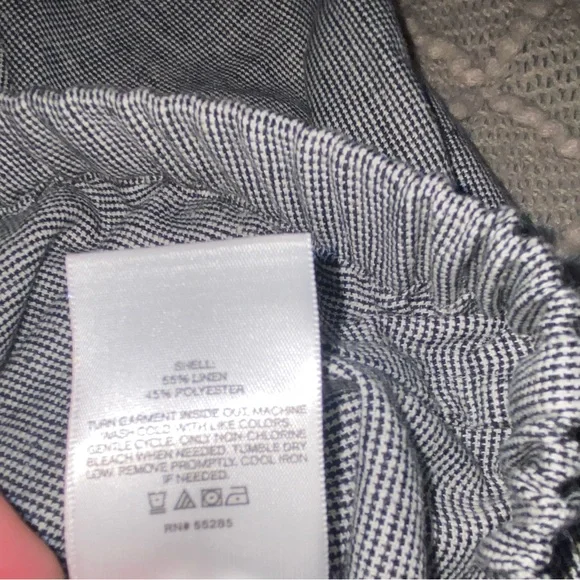 SHELL:
55% LINEN
45% POLYESTER
TURN GARMENT INSIDE OUT. MACHINE
WASH COLD WITH LIKE COLORS.
GENTLE CYCLE. ONLY NON-CHLORINE
BLEACH WHEN NEEDED. TUMBLE DRY
LOW. REMOVE PROMPTLY. COOL IRON
IF NEEDED.
RN# 55285